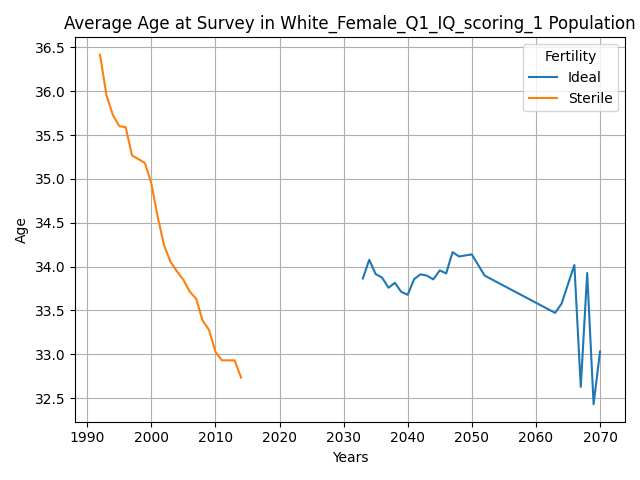 Average Age at Survey in White_Female_Q1_IQ_scoring_1 Population
Fertility
Ideal
Sterile
36.5
36.0
35.5
35.0
34.5
34.0
33.5
33.0
32.5
Age
1990 2000 2010 2020 2030 2040 2050 2060 2070
Years